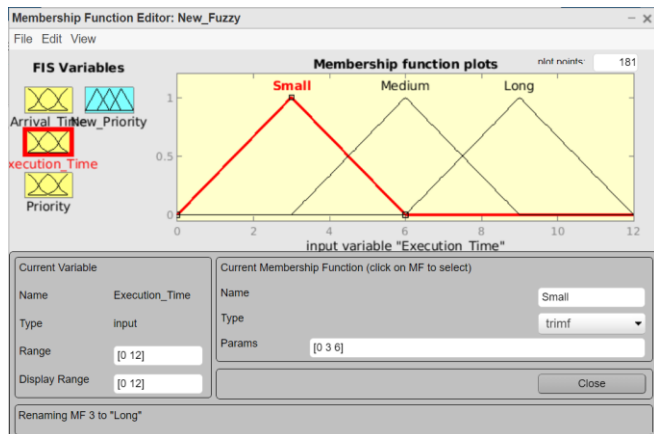 Membership Function Editor: New_Fuzzy
File Edit View
FIS Variables
Arrival_Time
New_Priority
xecution_Time
Priority
Membership function plots
plot points: 181
Small Medium Long
1
0.5
0
0 2 4 6 8 10 12
input variable "Execution_Time"
Current Variable
Name Execution_Time
Type input
Range [0 12]
Display Range [0 12]
Current Membership Function (click on MF to select)
Name Small
Type trimf
Params [0 3 6]
Close
Renaming MF 3 to "Long"